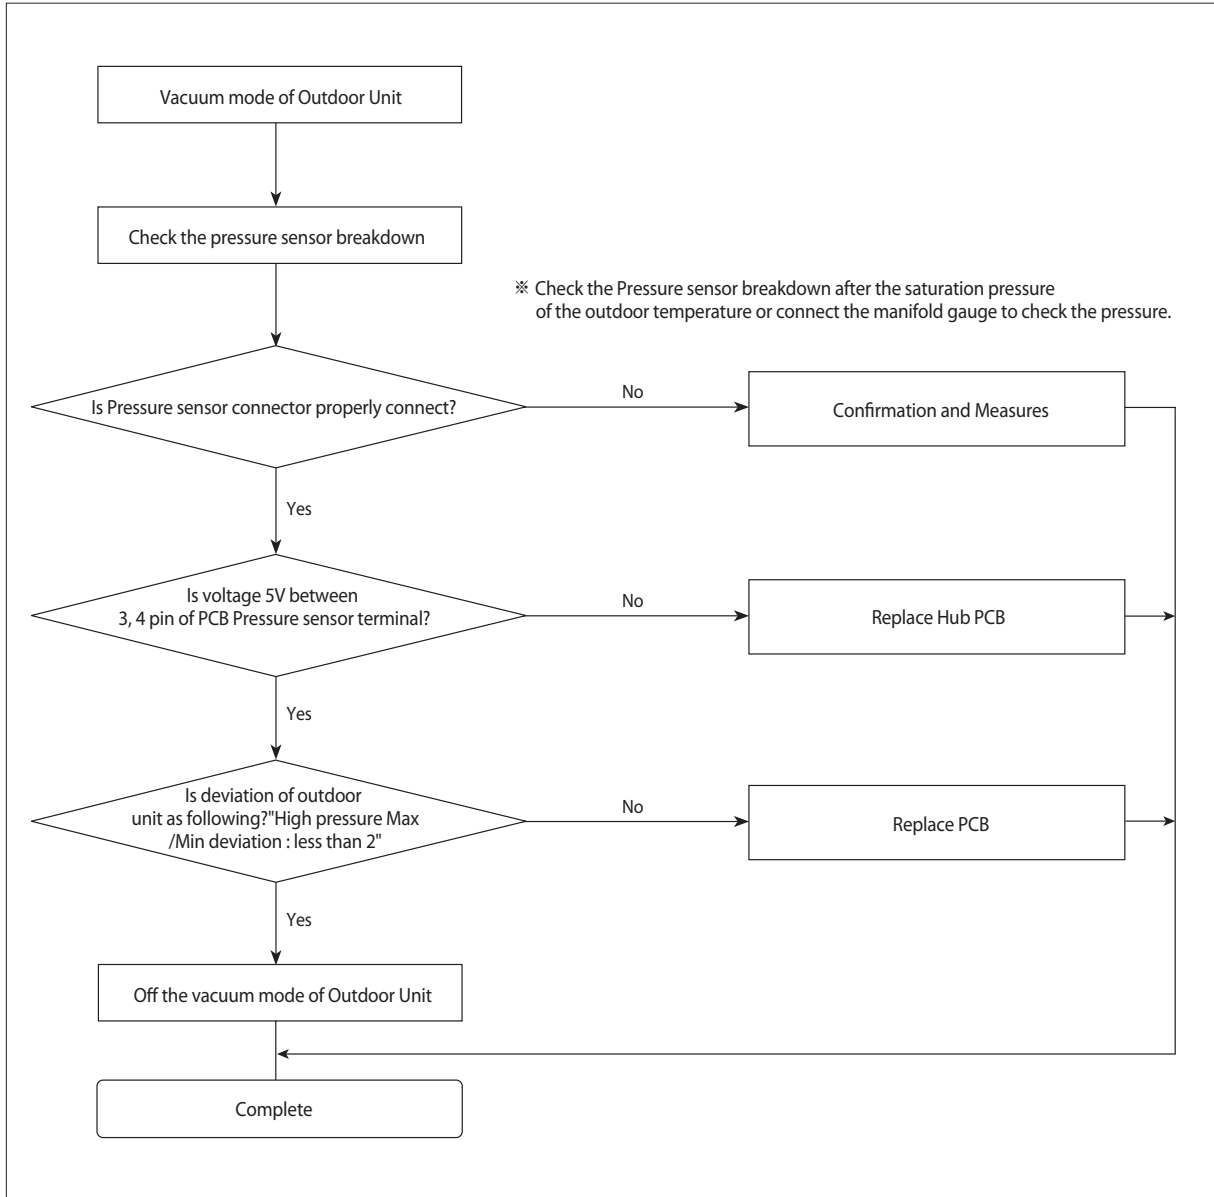 Vacuum mode of Outdoor Unit
Check the pressure sensor breakdown
※ Check the Pressure sensor breakdown after the saturation pressure
of the outdoor temperature or connect the manifold gauge to check the pressure.
Is Pressure sensor connector properly connect?
No
Confirmation and Measures
Yes
Is voltage 5V between
3, 4 pin of PCB Pressure sensor terminal?
No
Replace Hub PCB
Yes
Is deviation of outdoor
unit as following?"High pressure Max
/Min deviation : less than 2"
No
Replace PCB
Yes
Off the vacuum mode of Outdoor Unit
Complete